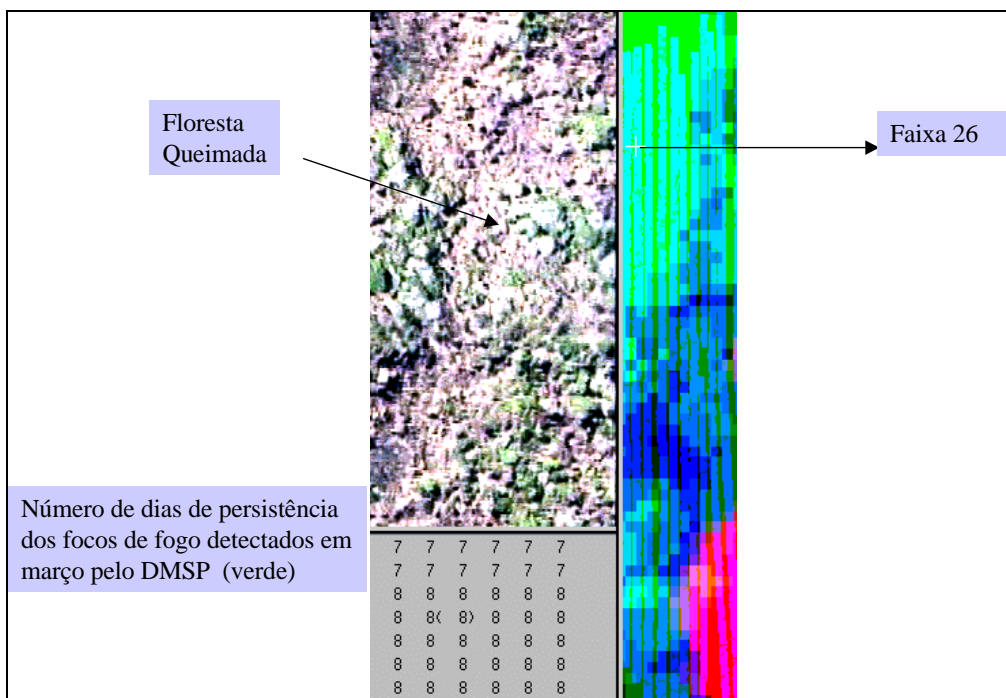 Floresta
Queimada
Faixa 26
Número de dias de persistência
dos focos de fogo detectados em
março pelo DMSP (verde)
7 7 7 7 7 7
7 7 7 7 7 7
8 8 8 8 8 8
8 8( 8) 8 8 8
8 8 8 8 8 8
8 8 8 8 8 8
8 8 8 8 8 8